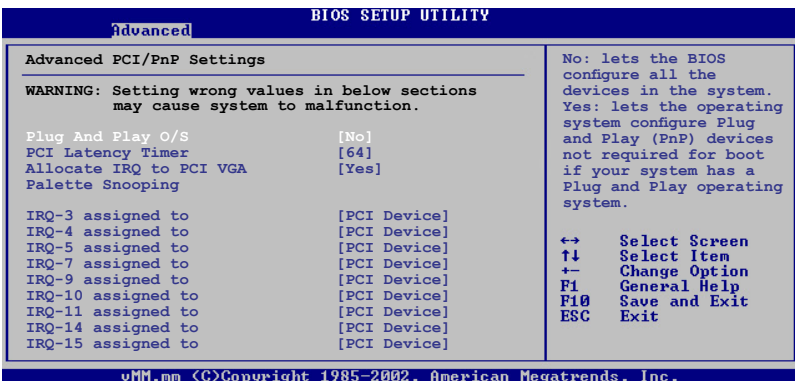 BIOS SETUP UTILITY
Advanced
Advanced PCI/PnP Settings
WARNING: Setting wrong values in below sections
may cause system to malfunction.
Plug And Play O/S [No]
PCI Latency Timer [64]
Allocate IRQ to PCI VGA [Yes]
Palette Snooping
IRQ-3 assigned to [PCI Device]
IRQ-4 assigned to [PCI Device]
IRQ-5 assigned to [PCI Device]
IRQ-7 assigned to [PCI Device]
IRQ-9 assigned to [PCI Device]
IRQ-10 assigned to [PCI Device]
IRQ-11 assigned to [PCI Device]
IRQ-14 assigned to [PCI Device]
IRQ-15 assigned to [PCI Device]
No: lets the BIOS
configure all the
devices in the system.
Yes: lets the operating
system configure Plug
and Play (PnP) devices
not required for boot
if your system has a
Plug and Play operating
system.
←→ Select Screen
↑↓ Select Item
+- Change Option
F1 General Help
F10 Save and Exit
ESC Exit
vMM.mm (C)Copyright 1985-2002, American Megatrends, Inc.